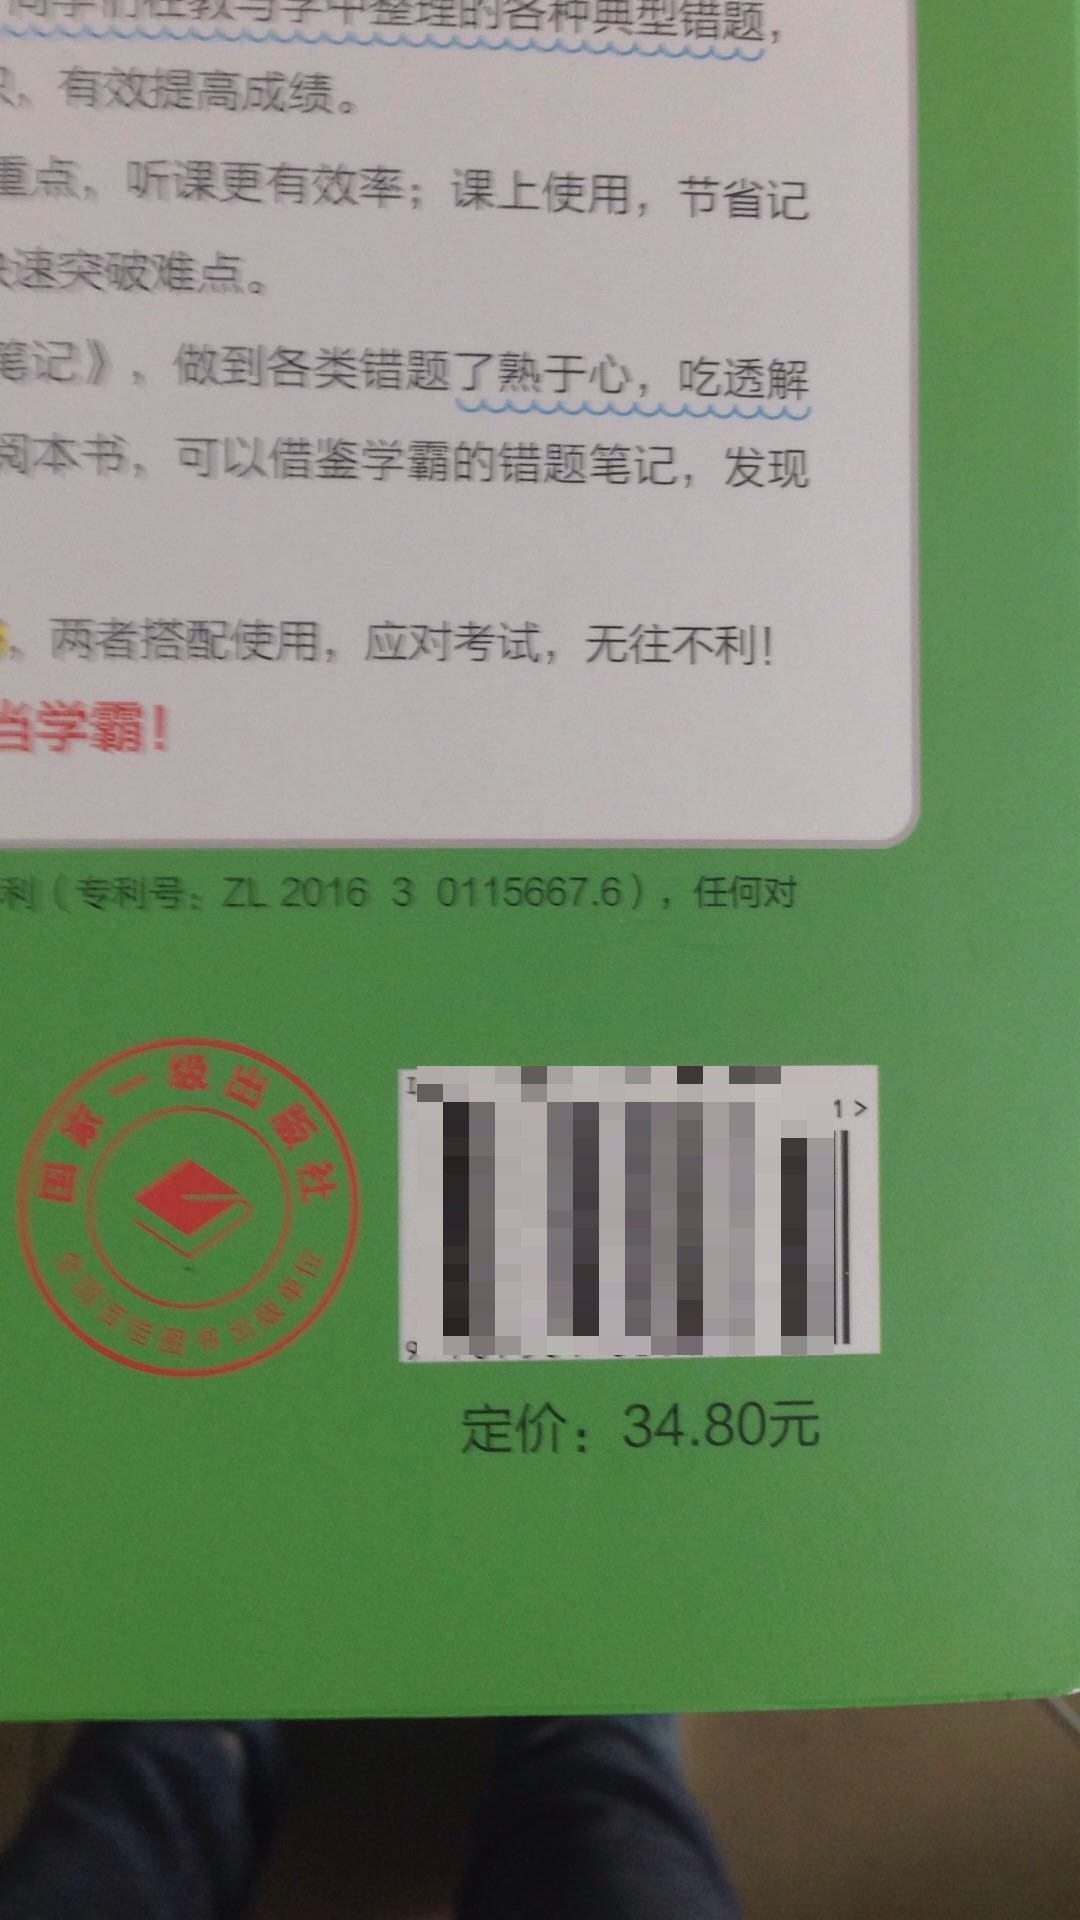 同学们在教与学中整理的各种典型错题,
识, 有效提高成绩。
重点, 听课更有效率; 课上使用, 节省记
快速突破难点。
笔记》, 做到各类错题了熟于心, 吃透解
阅本书, 可以借鉴学霸的错题笔记, 发现
, 两者搭配使用, 应对考试, 无往不利!
当学霸!
利 (专利号: ZL 2016 3 0115667.6), 任何对
国家一级出版社
1 >
9
定价: 34.80元